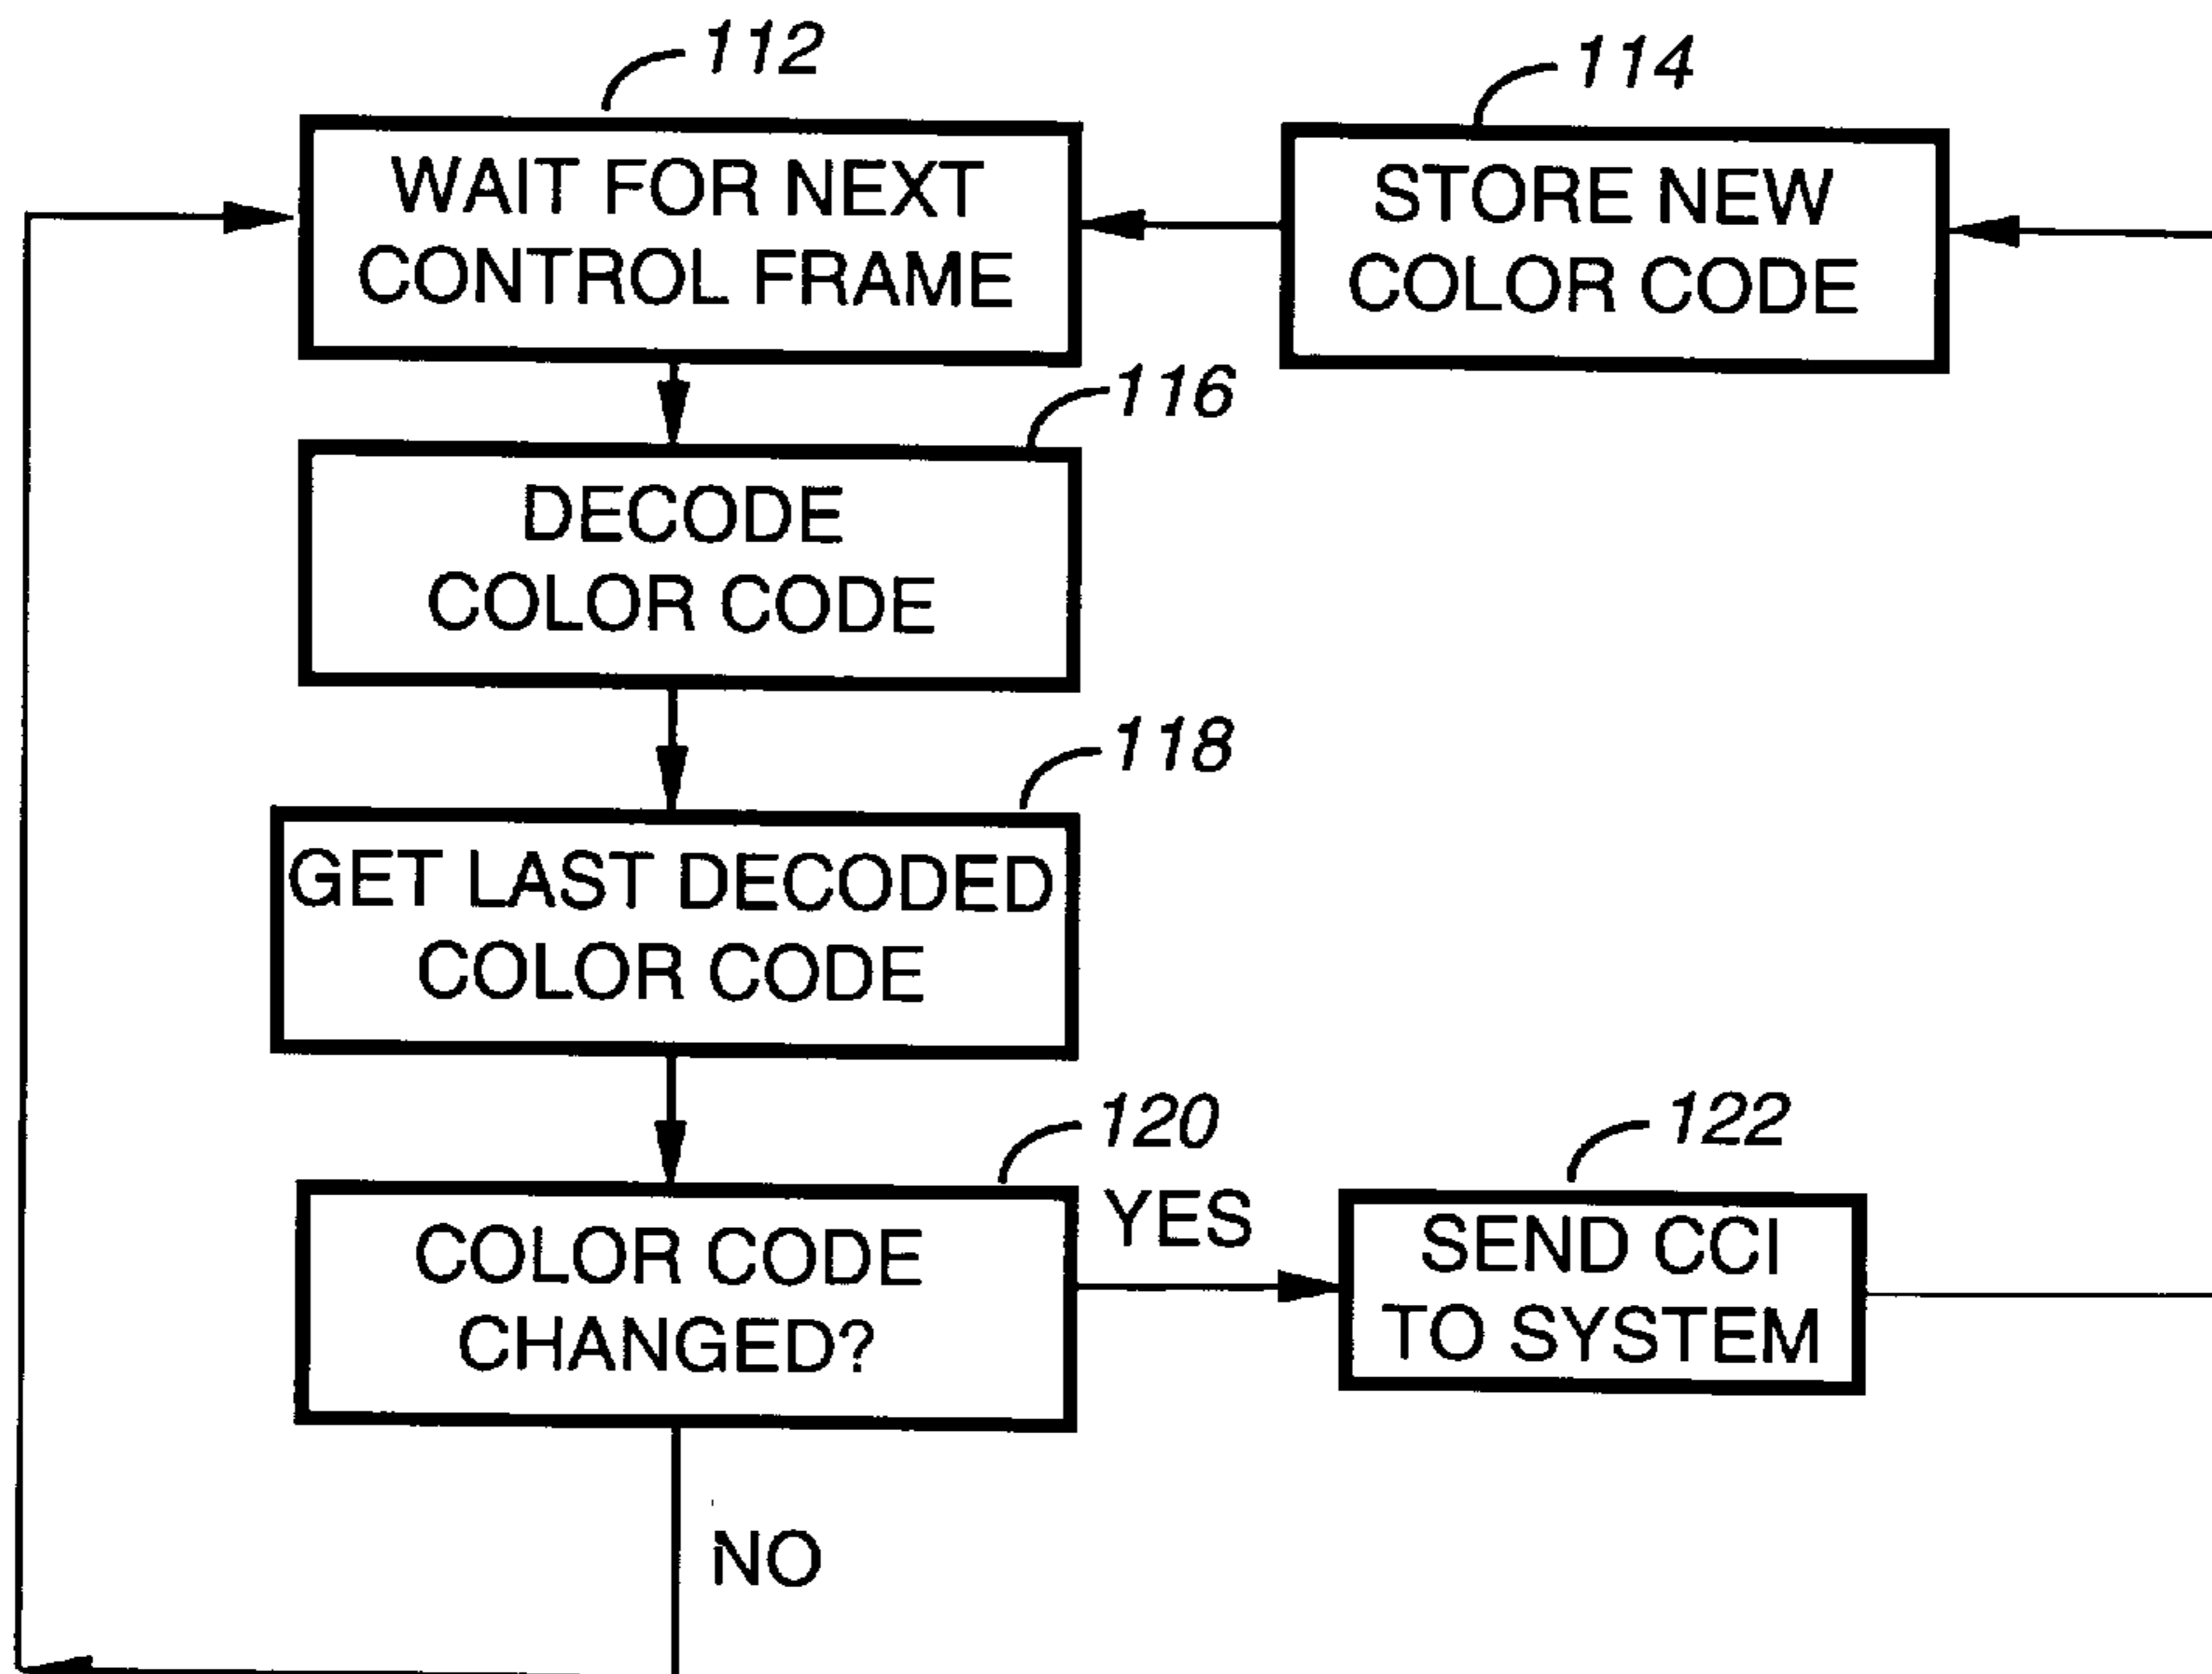 112
WAIT FOR NEXT
CONTROL FRAME
114
STORE NEW
COLOR CODE
116
DECODE
COLOR CODE
118
GET LAST DECODED
COLOR CODE
120
COLOR CODE
CHANGED?
YES
122
SEND CCI
TO SYSTEM
NO